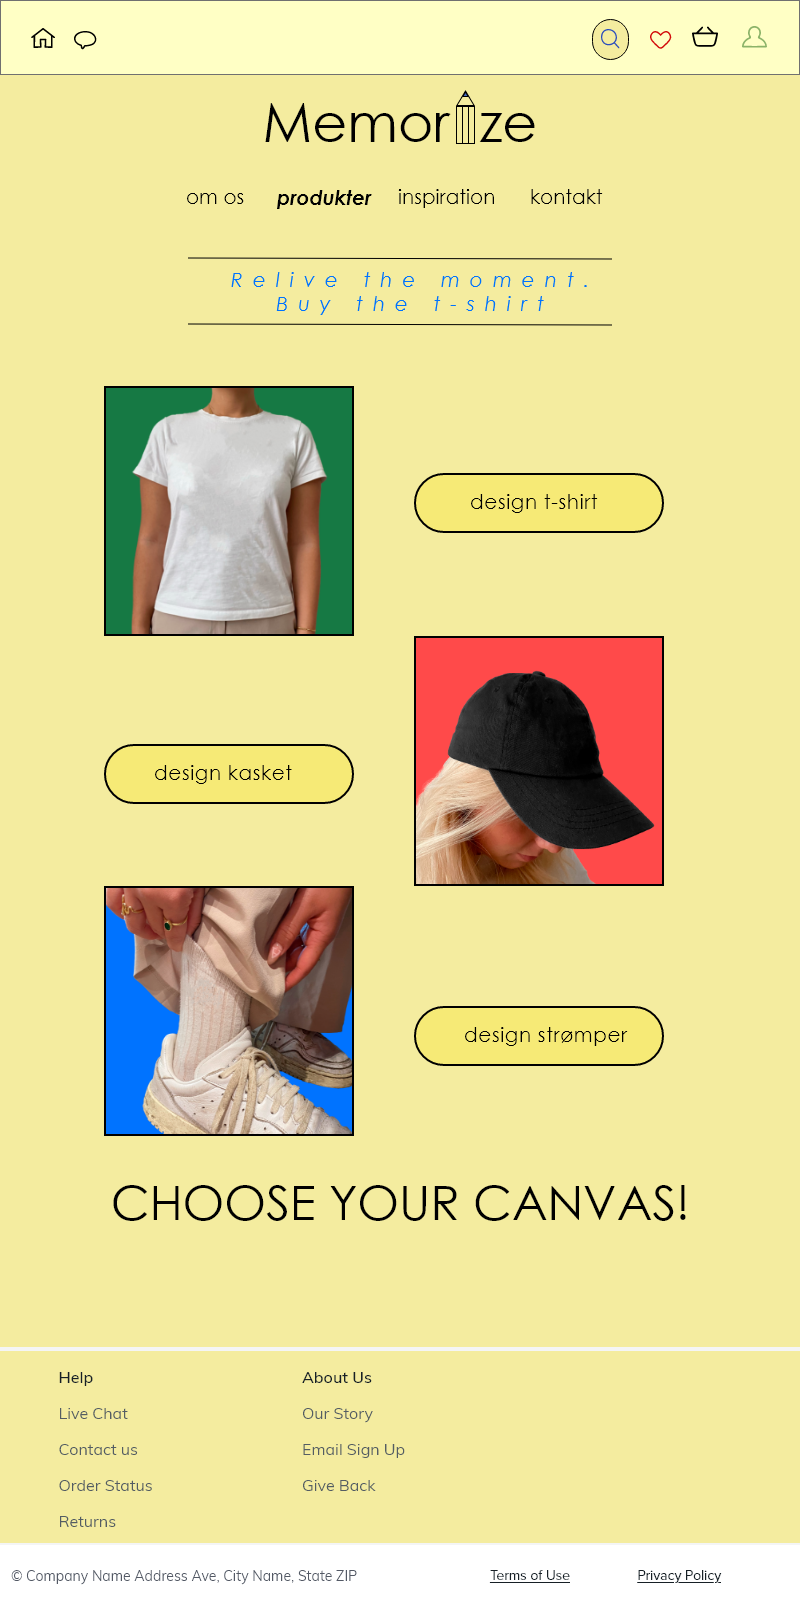 Memorize
om os produkter inspiration kontakt
Relive the moment.
Buy the t-shirt
design t-shirt
design kasket
design strømper
CHOOSE YOUR CANVAS!
Help About Us
Live Chat Our Story
Contact us Email Sign Up
Order Status Give Back
Returns
© Company Name Address Ave, City Name, State ZIP Terms of Use Privacy Policy